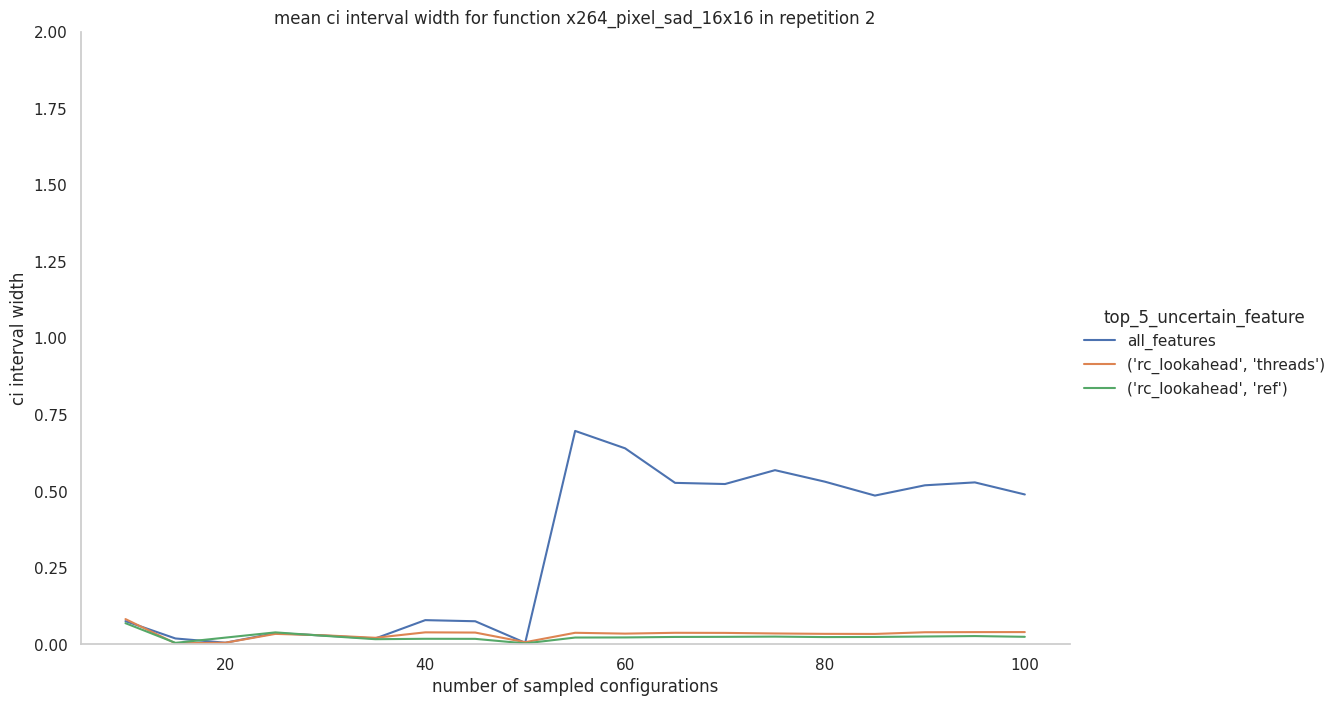 mean ci interval width for function x264_pixel_sad_16x16 in repetition 2
2.00
1.75
1.50
1.25
1.00
0.75
0.50
0.25
0.00
ci interval width
20
40
60
80
100
number of sampled configurations
top_5_uncertain_feature
all_features
('rc_lookahead', 'threads')
('rc_lookahead', 'ref')